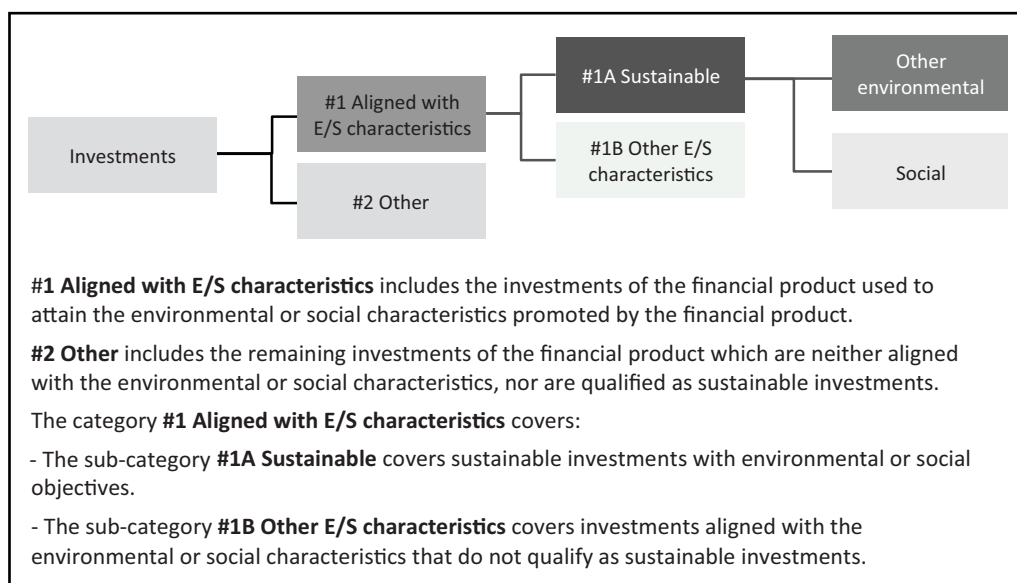 Investments
#1 Aligned with
E/S characteristics
#2 Other
#1A Sustainable
#1B Other E/S
characteristics
Other
environmental
Social
#1 Aligned with E/S characteristics includes the investments of the financial product used to
attain the environmental or social characteristics promoted by the financial product.
#2 Other includes the remaining investments of the financial product which are neither aligned
with the environmental or social characteristics, nor are qualified as sustainable investments.
The category #1 Aligned with E/S characteristics covers:
- The sub-category #1A Sustainable covers sustainable investments with environmental or social
objectives.
- The sub-category #1B Other E/S characteristics covers investments aligned with the
environmental or social characteristics that do not qualify as sustainable investments.